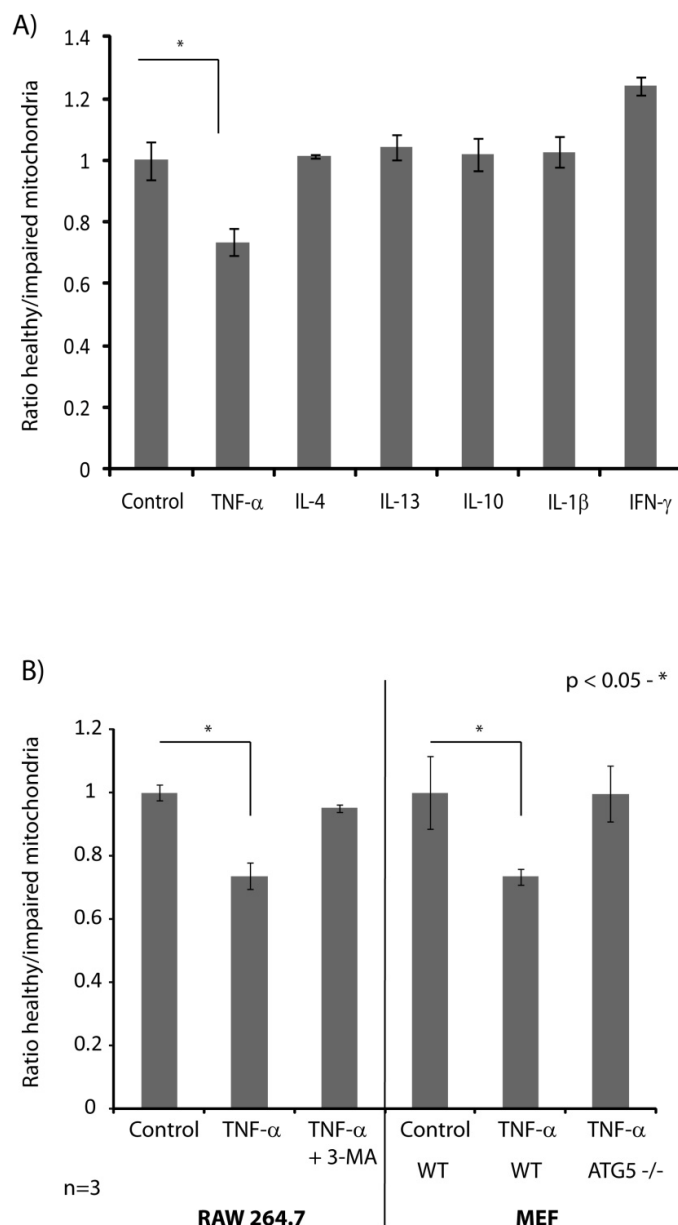 A)
Ratio healthy/impaired mitochondria
1.4
1.2
1
0.8
0.6
0.4
0.2
0
*
Control TNF-α IL-4 IL-13 IL-10 IL-1β IFN-γ
B)
p < 0.05 - *
Ratio healthy/impaired mitochondria
1.2
1
0.8
0.6
0.4
0.2
0
* *
Control TNF-α TNF-α Control TNF-α TNF-α
+ 3-MA WT WT ATG5 -/-
n=3
RAW 264.7 MEF